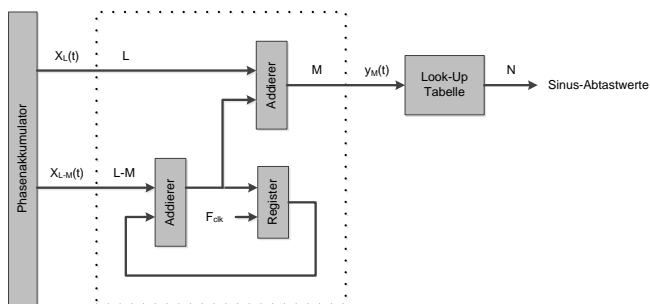 Phasenakkumulator
XL(t)
L
Addierer
M
yM(t)
Look-Up
Tabelle
N
Sinus-Abtastwerte
XL-M(t)
L-M
Addierer
Fclk
Register